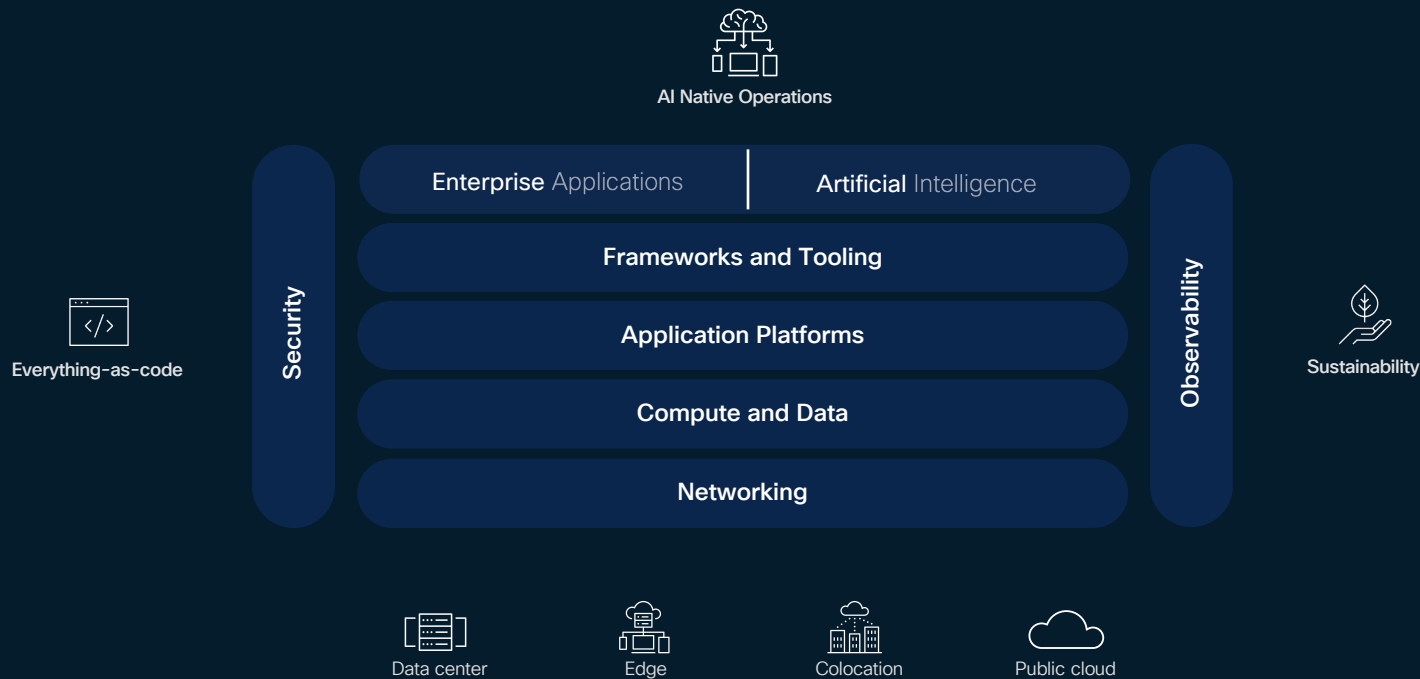 AI Native Operations
Enterprise Applications
Artificial Intelligence
Frameworks and Tooling
Security
Observability
Application Platforms
Everything-as-code
Sustainability
Compute and Data
Networking
Data center
Edge
Colocation
Public cloud